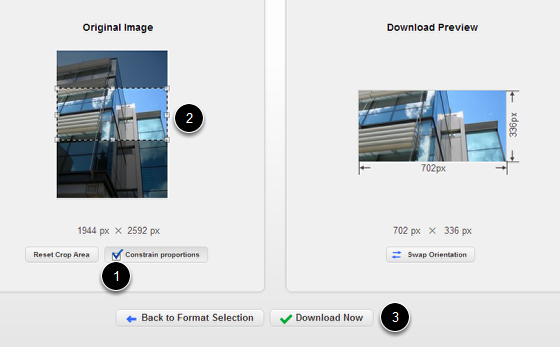 Original Image
Download Preview
2
336px
702px
1944 px × 2592 px
702 px × 336 px
Reset Crop Area
Constrain proportions
Swap Orientation
1
Back to Format Selection
Download Now
3